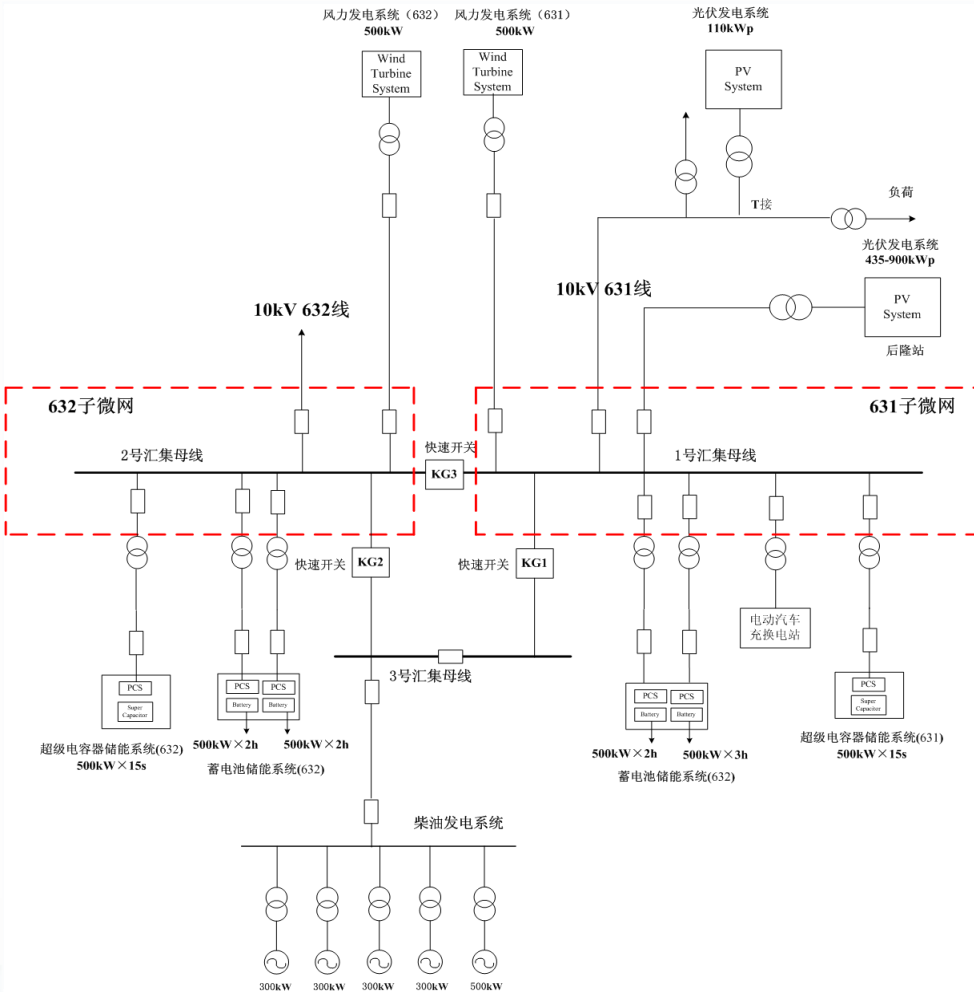 风力发电系统（632）
500kW
风力发电系统（631）
500kW
光伏发电系统
110kWp
Wind
Turbine
System
Wind
Turbine
System
PV
System
T接
负荷
光伏发电系统
435-900kWp
PV
System
后隆站
10kV 632线
10kV 631线
632子微网
631子微网
2号汇集母线
快速开关
KG3
1号汇集母线
快速开关
KG2
快速开关
KG1
3号汇集母线
电动汽车
充换电站
PCS
Super
Capacitor
超级电容器储能系统(632)
500kW×15s
PCS
PCS
Battery
Battery
500kW×2h
500kW×2h
蓄电池储能系统(632)
PCS
PCS
Battery
Battery
500kW×2h
500kW×3h
蓄电池储能系统(632)
PCS
Super
Capacitor
超级电容器储能系统(631)
500kW×15s
柴油发电系统
300kW
300kW
300kW
300kW
500kW